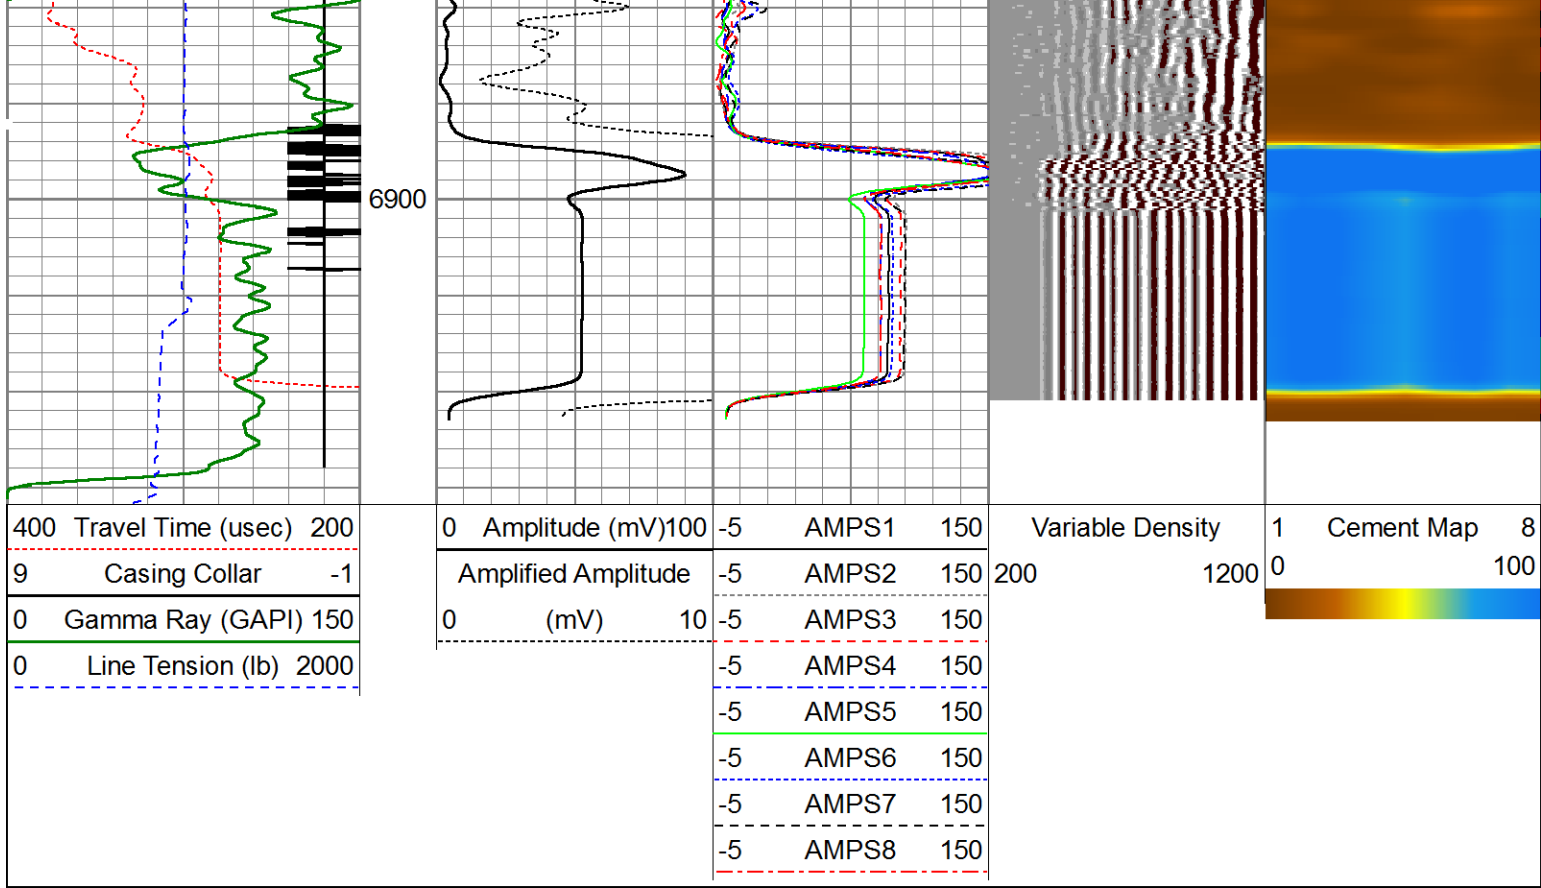 6900
400 Travel Time (usec) 200
9 Casing Collar -1
0 Gamma Ray (GAPI) 150
0 Line Tension (lb) 2000
0 Amplitude (mV) 100
Amplified Amplitude
0 (mV) 10
-5 AMPS1 150
-5 AMPS2 150
-5 AMPS3 150
-5 AMPS4 150
-5 AMPS5 150
-5 AMPS6 150
-5 AMPS7 150
-5 AMPS8 150
Variable Density
200 1200
1 Cement Map 8
0 100